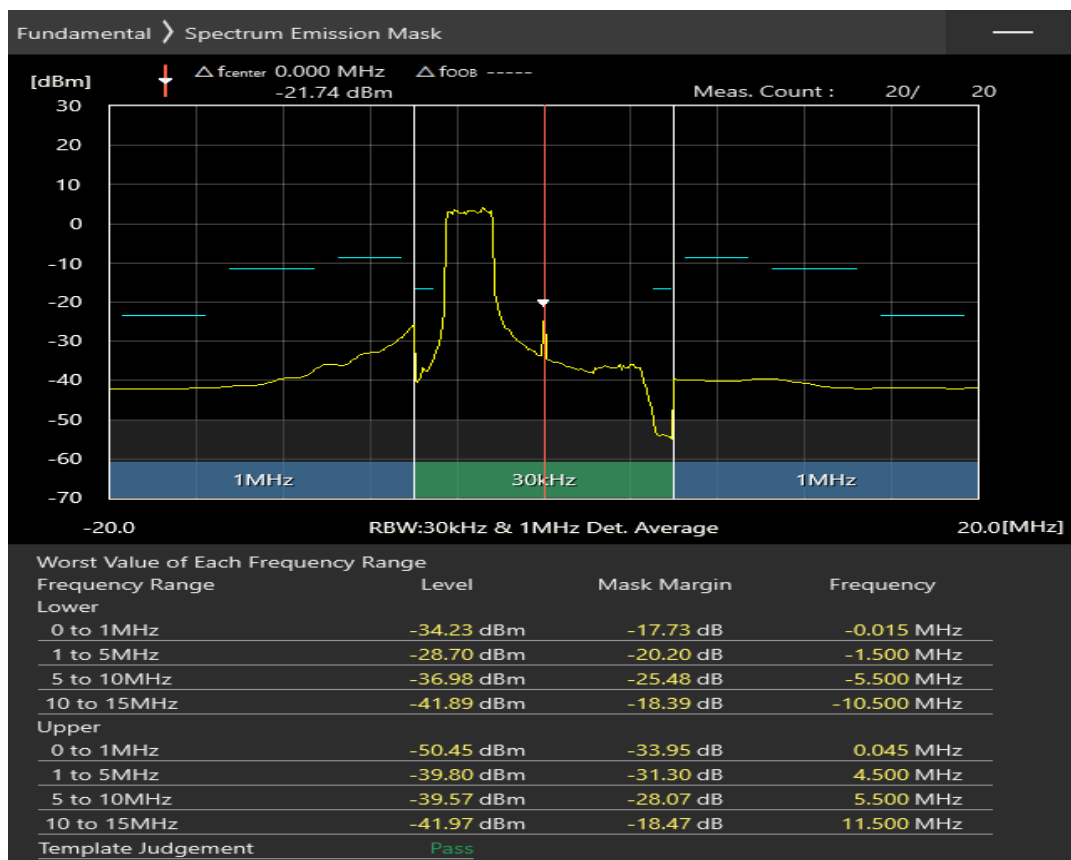 Fundamental ❯ Spectrum Emission Mask
[dBm] △ fcenter 0.000 MHz △ fOOB -----
-21.74 dBm Meas. Count : 20/ 20
30
20
10
0
-10
-20
-30
-40
-50
-60
1MHz 30kHz 1MHz
-70
-20.0 RBW:30kHz & 1MHz Det. Average 20.0[MHz]
Worst Value of Each Frequency Range
Frequency Range Level Mask Margin Frequency
Lower
0 to 1MHz -34.23 dBm -17.73 dB -0.015 MHz
1 to 5MHz -28.70 dBm -20.20 dB -1.500 MHz
5 to 10MHz -36.98 dBm -25.48 dB -5.500 MHz
10 to 15MHz -41.89 dBm -18.39 dB -10.500 MHz
Upper
0 to 1MHz -50.45 dBm -33.95 dB 0.045 MHz
1 to 5MHz -39.80 dBm -31.30 dB 4.500 MHz
5 to 10MHz -39.57 dBm -28.07 dB 5.500 MHz
10 to 15MHz -41.97 dBm -18.47 dB 11.500 MHz
Template Judgement Pass